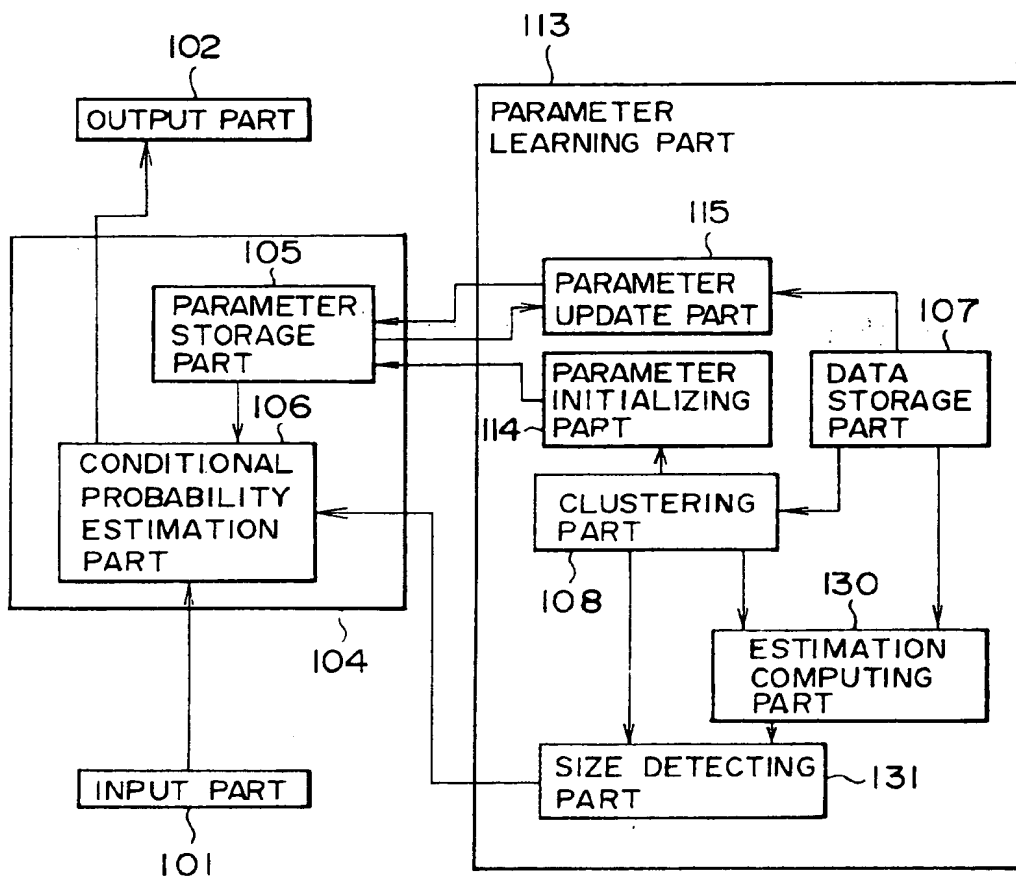 113
102
OUTPUT PART
PARAMETER
LEARNING PART
115
105
PARAMETER
STORAGE
PART
PARAMETER
UPDATE PART
107
106
PARAMETER
INITIALIZING
PART
114
DATA
STORAGE
PART
CONDITIONAL
PROBABILITY
ESTIMATION
PART
CLUSTERING
PART
108
130
104
ESTIMATION
COMPUTING
PART
INPUT PART
101
SIZE DETECTING
PART
131